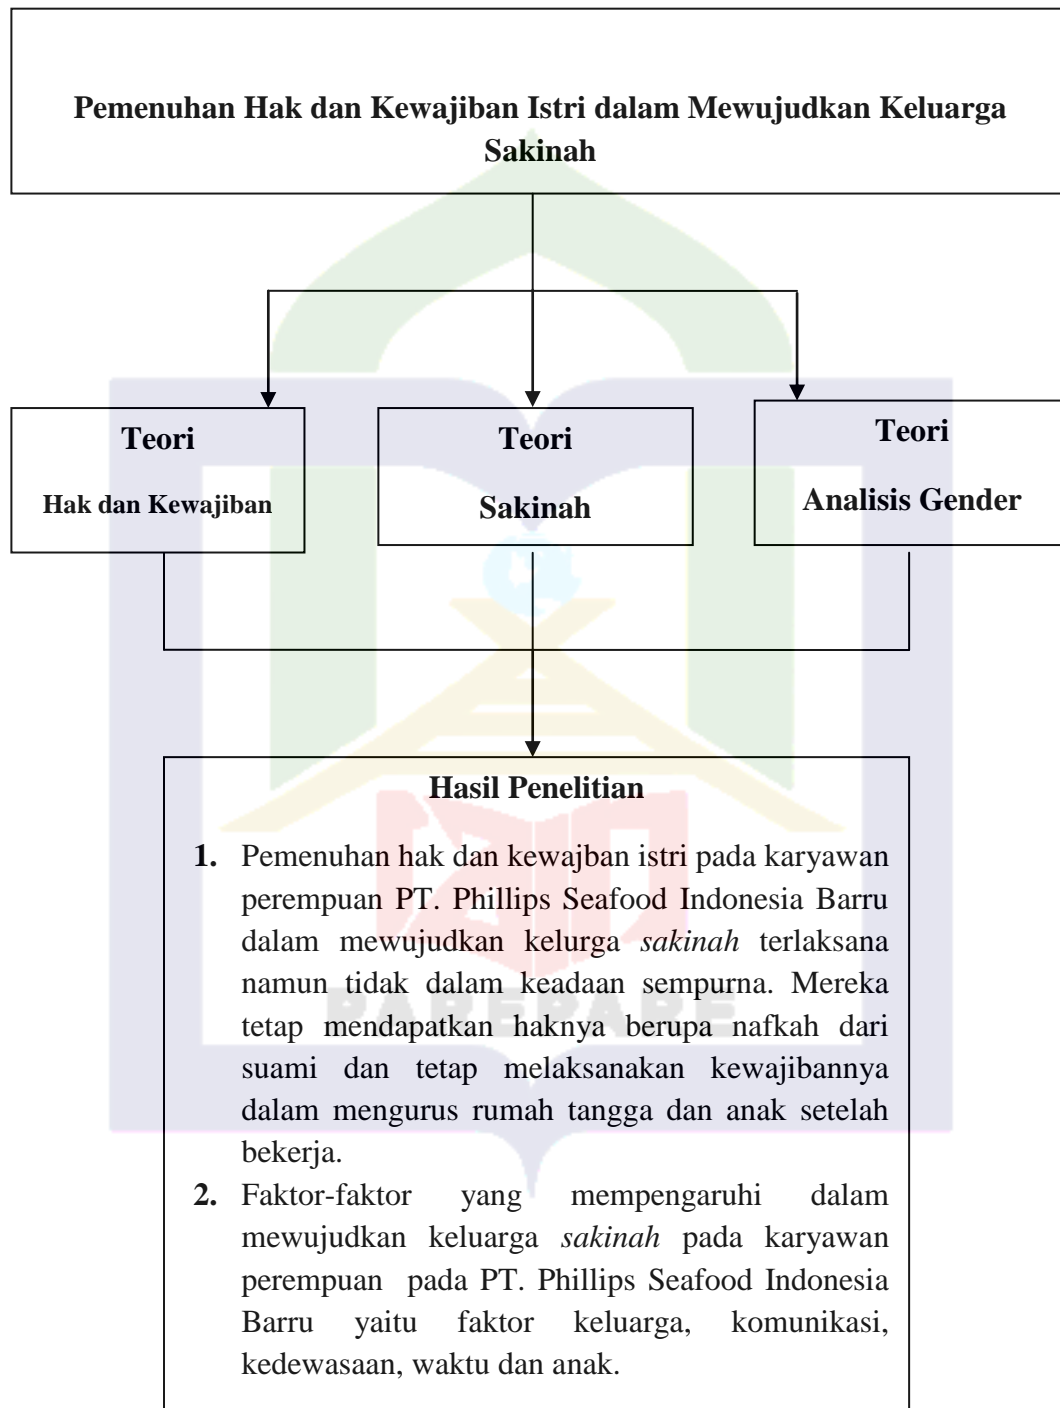 Pemenuhan Hak dan Kewajiban Istri dalam Mewujudkan Keluarga
Sakinah
Teori
Hak dan Kewajiban
Teori
Sakinah
Teori
Analisis Gender
Hasil Penelitian
1. Pemenuhan hak dan kewajban istri pada karyawan
perempuan PT. Phillips Seafood Indonesia Barru
dalam mewujudkan kelurga sakinah terlaksana
namun tidak dalam keadaan sempurna. Mereka
tetap mendapatkan haknya berupa nafkah dari
suami dan tetap melaksanakan kewajibannya
dalam mengurus rumah tangga dan anak setelah
bekerja.
2. Faktor-faktor yang mempengaruhi dalam
mewujudkan keluarga sakinah pada karyawan
perempuan pada PT. Phillips Seafood Indonesia
Barru yaitu faktor keluarga, komunikasi,
kedewasaan, waktu dan anak.
IAIN
PAREPARE